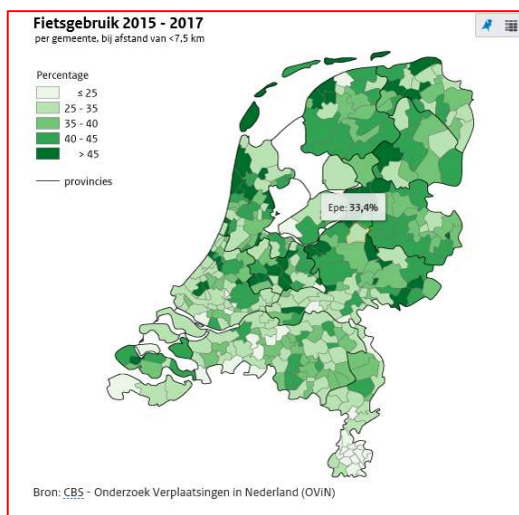 Fietsgebruik 2015 - 2017
per gemeente, bij afstand van <7,5 km
Percentage
≤ 25
25 - 35
35 - 40
40 - 45
> 45
provincies
Epe: 33,4%
Bron: CBS - Onderzoek Verplaatsingen in Nederland (OViN)